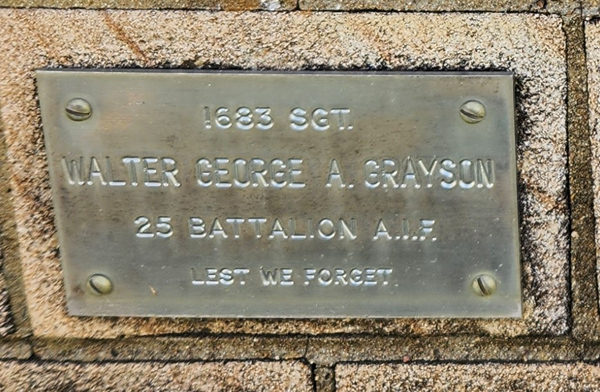 1683 SGT.
WALTER GEORGE A. GRAYSON
25 BATTALION A.I.F.
LEST WE FORGET.